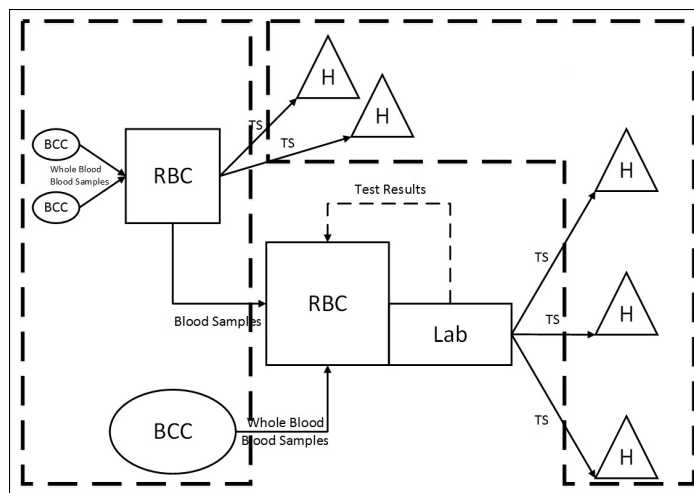 H
H
TS
TS
BCC
Whole Blood
Blood Samples
BCC
RBC
H
Test Results
TS
RBC
Blood Samples
Lab
TS
H
BCC
Whole Blood
Blood Samples
TS
H